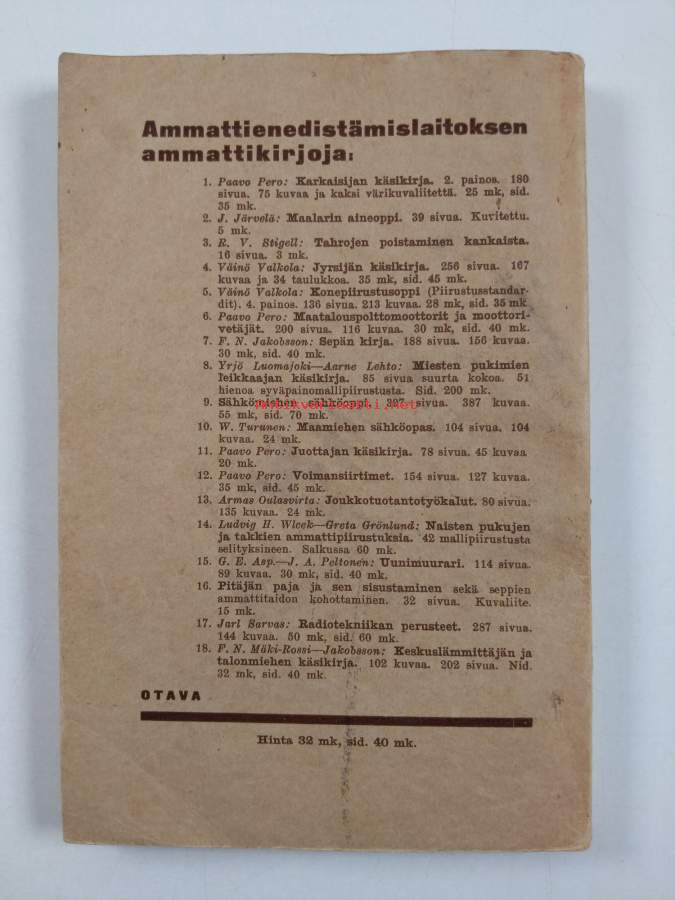 Ammattienedistämislaitoksen
ammattikirjoja:
1. Paavo Pero: Karkaisijan käsikirja. 2. painos. 180
sivua. 75 kuvaa ja kaksi värikuvaliitettä. 25 mk, sid.
35 mk.
2. J. Järvelä: Maalarin aineoppi. 39 sivua. Kuvitettu.
5 mk.
3. R. V. Stigell: Tahrojen poistaminen kankaista.
16 sivua. 3 mk.
4. Väinö Valkola: Jyrsijän käsikirja. 256 sivua. 167
kuvaa ja 34 taulukkoa. 35 mk, sid. 45 mk.
5. Väinö Valkola: Konepiirustusoppi (Piirustusstandar-
dit). 4. painos. 136 sivua. 213 kuvaa. 28 mk, sid. 35 mk
6. Paavo Pero: Maatalouspolttomoottorit ja moottori-
vetäjät. 200 sivua. 116 kuvaa. 30 mk, sid. 40 mk.
7. F. N. Jakobsson: Sepän kirja. 188 sivua. 156 kuvaa.
30 mk, sid. 40 mk.
8. Yrjö Luomajoki—Aarne Lehto: Miesten pukimien
leikkaajan käsikirja. 85 sivua suurta kokoa. 51
hienoa syväpainomallipiirustusta. Sid. 200 mk.
9. Sähkömiehen sähköoppi. 327 sivua. 387 kuvaa.
55 mk, sid. 70 mk.
10. W. Turunen: Maamiehen sähköopas. 104 sivua. 104
kuvaa. 24 mk.
11. Paavo Pero: Juottajan käsikirja. 78 sivua. 45 kuvaa
20 mk.
12. Paavo Pero: Voimansiirtimet. 154 sivua. 127 kuvaa.
35 mk, sid. 45 mk.
13. Armas Oulasvirta: Joukkotuotantotyökalut. 80 sivua.
135 kuvaa. 24 mk.
14. Ludvig H. Wleek—Greta Grönlund: Naisten pukujen
ja takkien ammattipiirustuksia. 42 mallipiirustusta
selityksineen. Salkussa 60 mk.
15. G. E. Asp.—J. A. Peltonen: Uunimuurari. 114 sivua.
89 kuvaa. 30 mk, sid. 40 mk.
16. Pitäjän paja ja sen sisustaminen sekä seppien
ammattitaidon kohottaminen. 32 sivua. Kuvaliite.
15 mk.
17. Jarl Sarvas: Radiotekniikan perusteet. 287 sivua.
144 kuvaa. 50 mk, sid. 60 mk.
18. F. N. Mäki-Rossi—Jakobsson: Keskuslämmittäjän ja
talonmiehen käsikirja. 102 kuvaa. 202 sivua. Nid.
32 mk, sid. 40 mk.
OTAVA
Hinta 32 mk, sid. 40 mk.